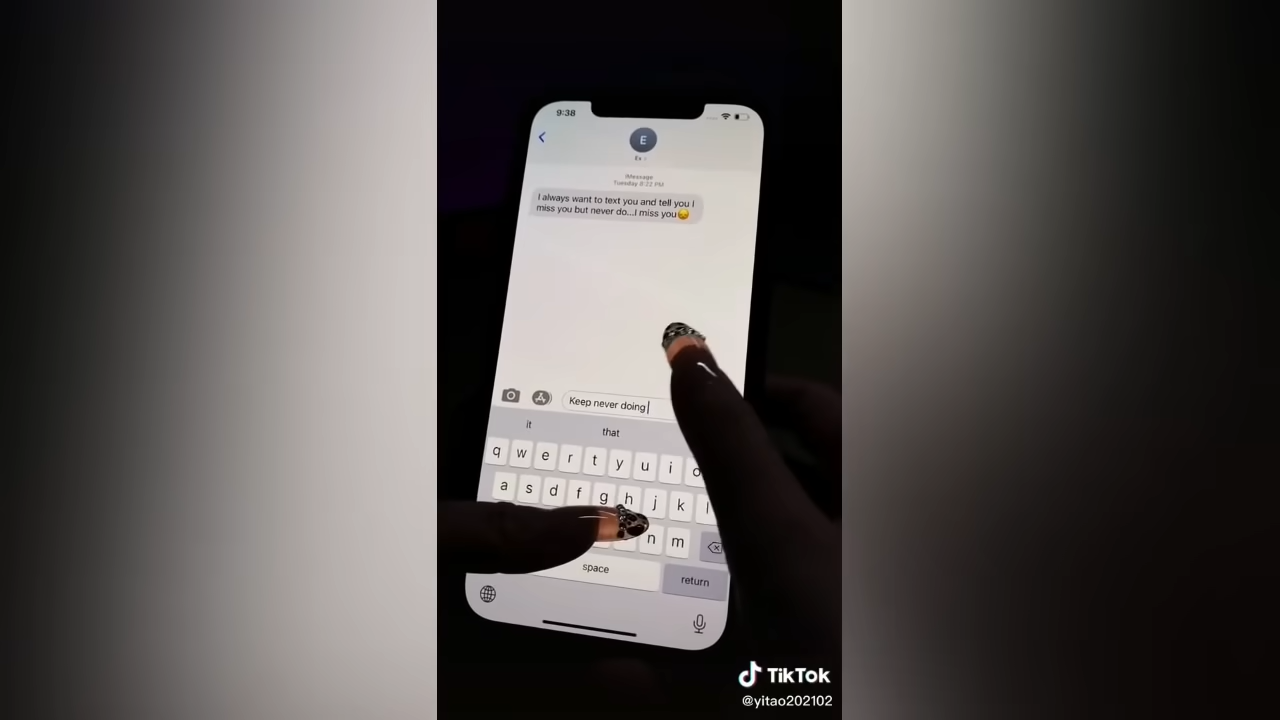 9:38
E
Ex
iMessage
Tuesday 8:22 PM
I always want to text you and tell you I
miss you but never do...I miss you😔
Keep never doing
it that
q w e r t y u i o
a s d f g h j k l
n m
space return
TikTok
@yitao202102